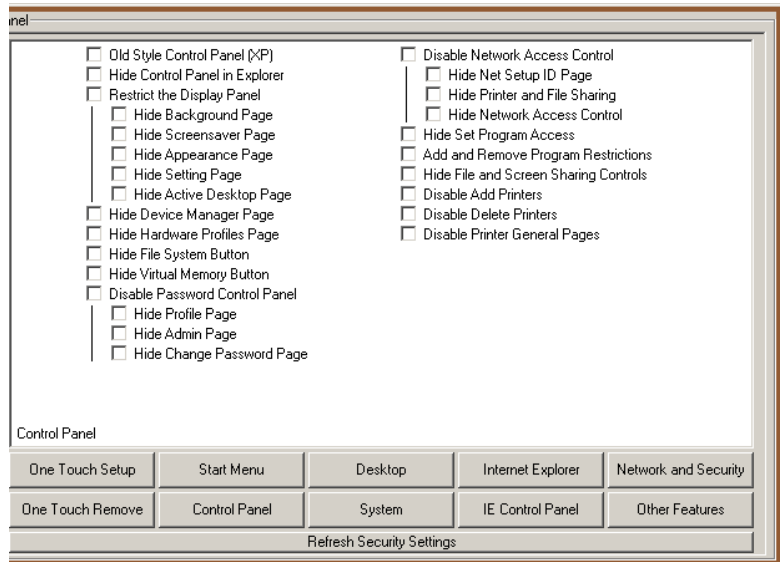 nel
Old Style Control Panel (XP)
Hide Control Panel in Explorer
Restrict the Display Panel
Hide Background Page
Hide Screensaver Page
Hide Appearance Page
Hide Setting Page
Hide Active Desktop Page
Hide Device Manager Page
Hide Hardware Profiles Page
Hide File System Button
Hide Virtual Memory Button
Disable Password Control Panel
Hide Profile Page
Hide Admin Page
Hide Change Password Page
Disable Network Access Control
Hide Net Setup ID Page
Hide Printer and File Sharing
Hide Network Access Control
Hide Set Program Access
Add and Remove Program Restrictions
Hide File and Screen Sharing Controls
Disable Add Printers
Disable Delete Printers
Disable Printer General Pages
Control Panel
One Touch Setup Start Menu Desktop Internet Explorer Network and Security
One Touch Remove Control Panel System IE Control Panel Other Features
Refresh Security Settings